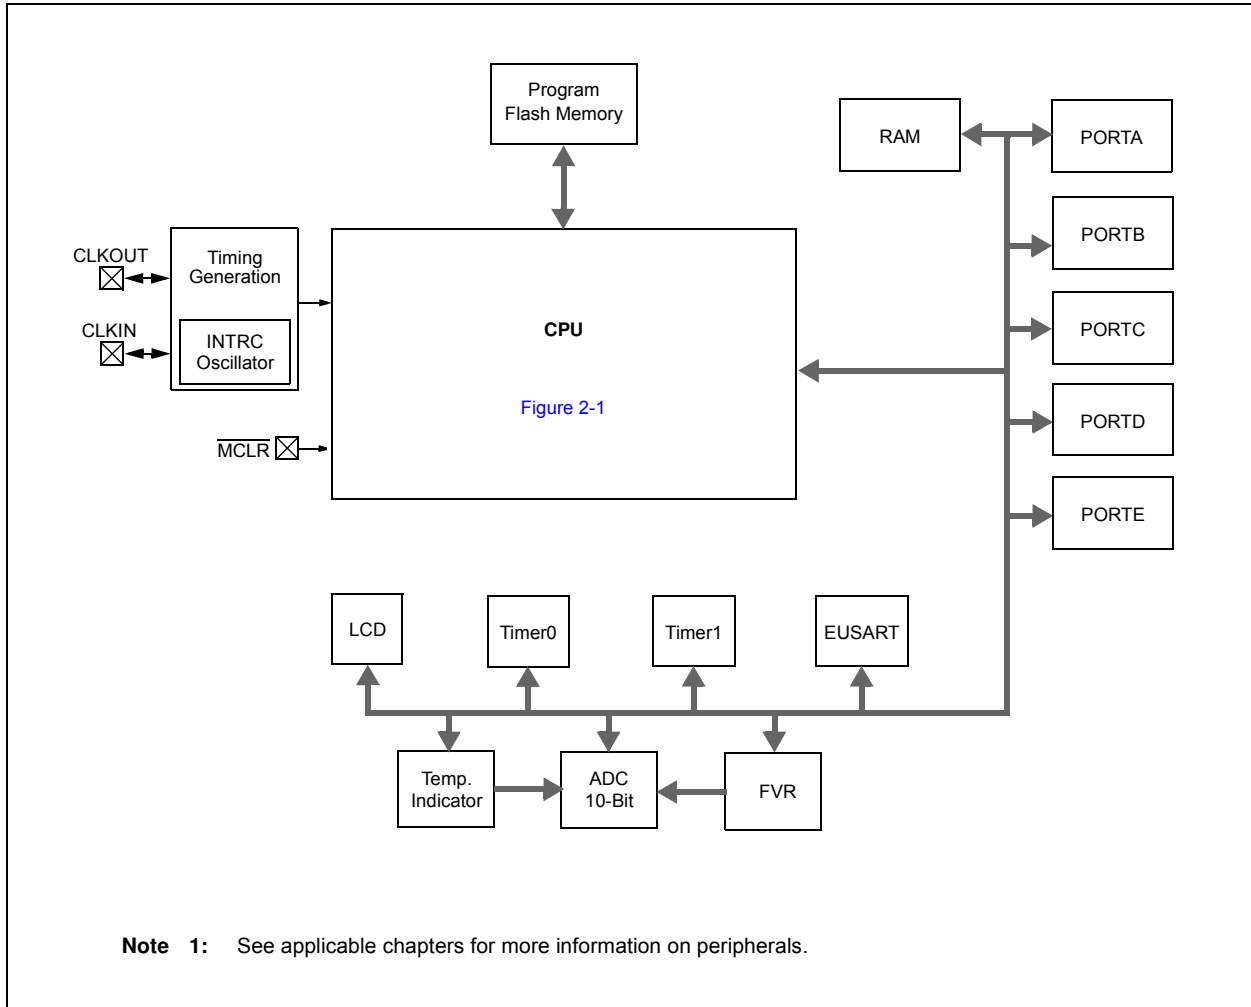 Program
Flash Memory
RAM
PORTA
PORTB
PORTC
PORTD
PORTE
CLKOUT
CLKIN
Timing
Generation
INTRC
Oscillator
MCLR
CPU
Figure 2-1
LCD
Timer0
Timer1
EUSART
Temp.
Indicator
ADC
10-Bit
FVR
Note 1: See applicable chapters for more information on peripherals.